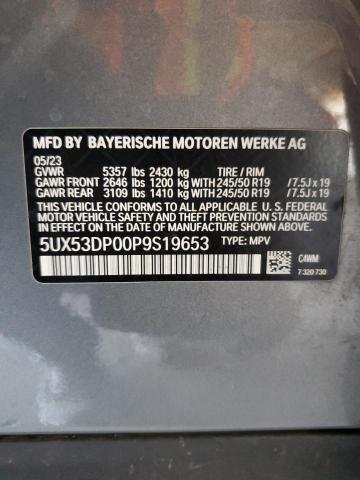 MFD BY BAYERISCHE MOTOREN WERKE AG
05/23
GVWR 5357 lbs 2430 kg TIRE / RIM
GAWR FRONT 2646 lbs 1200 kg WITH 245/50 R19 /7.5J x 19
GAWR REAR 3109 lbs 1410 kg WITH 245/50 R19 /7.5J x 19
THIS VEHICLE CONFORMS TO ALL APPLICABLE U. S. FEDERAL
MOTOR VEHICLE SAFETY, BUMPER, AND THEFT PREVENTION
STANDARDS IN EFFECT ON THE DATE OF MANUFACTURE SHOWN ABOVE.
5UX53DP00P9S19653 TYPE: MPV
C4WM
7 320 730